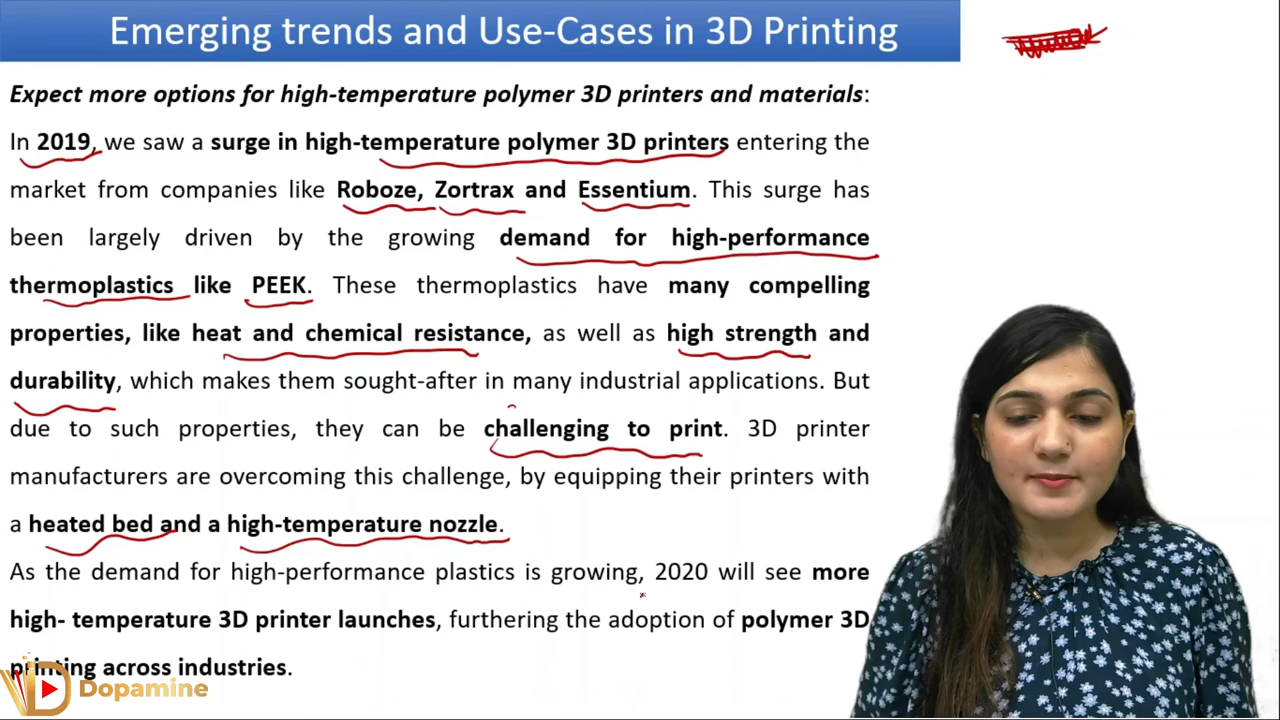 Emerging trends and Use-Cases in 3D Printing
Expect more options for high-temperature polymer 3D printers and materials:
In 2019, we saw a surge in high-temperature polymer 3D printers entering the
market from companies like Roboze, Zortrax and Essentium. This surge has
been largely driven by the growing demand for high-performance
thermoplastics like PEEK. These thermoplastics have many compelling
properties, like heat and chemical resistance, as well as high strength and
durability, which makes them sought-after in many industrial applications. But
due to such properties, they can be challenging to print. 3D printer
manufacturers are overcoming this challenge, by equipping their printers with
a heated bed and a high-temperature nozzle.
As the demand for high-performance plastics is growing, 2020 will see more
high- temperature 3D printer launches, furthering the adoption of polymer 3D
printing across industries.
Dopamine